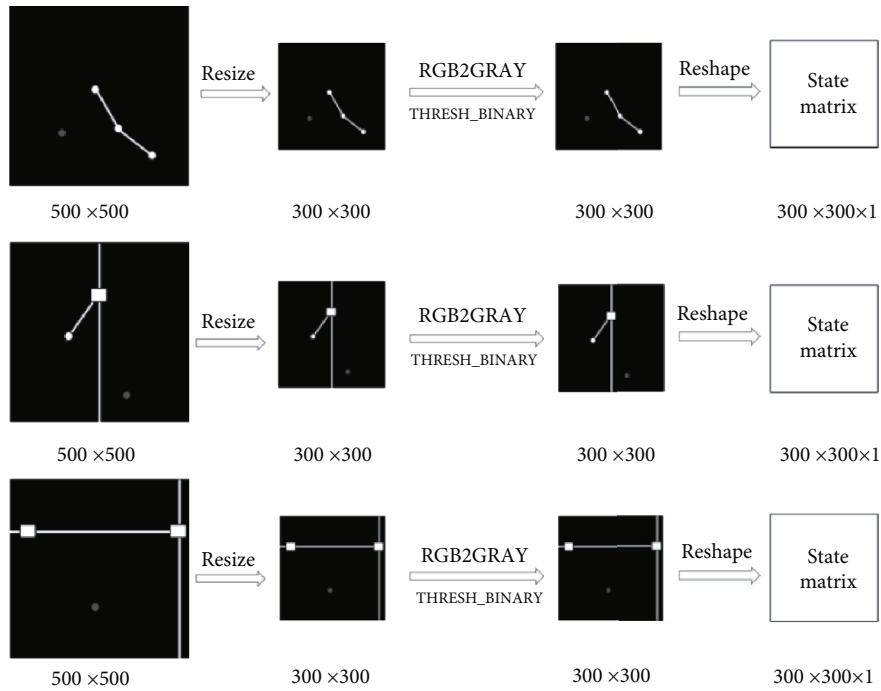 Resize
RGB2GRAY
THRESH_BINARY
Reshape
State
matrix
500 ×500
300 ×300
300 ×300
300 ×300×1
Resize
RGB2GRAY
THRESH_BINARY
Reshape
State
matrix
500 ×500
300 ×300
300 ×300
300 ×300×1
Resize
RGB2GRAY
THRESH_BINARY
Reshape
State
matrix
500 ×500
300 ×300
300 ×300
300 ×300×1